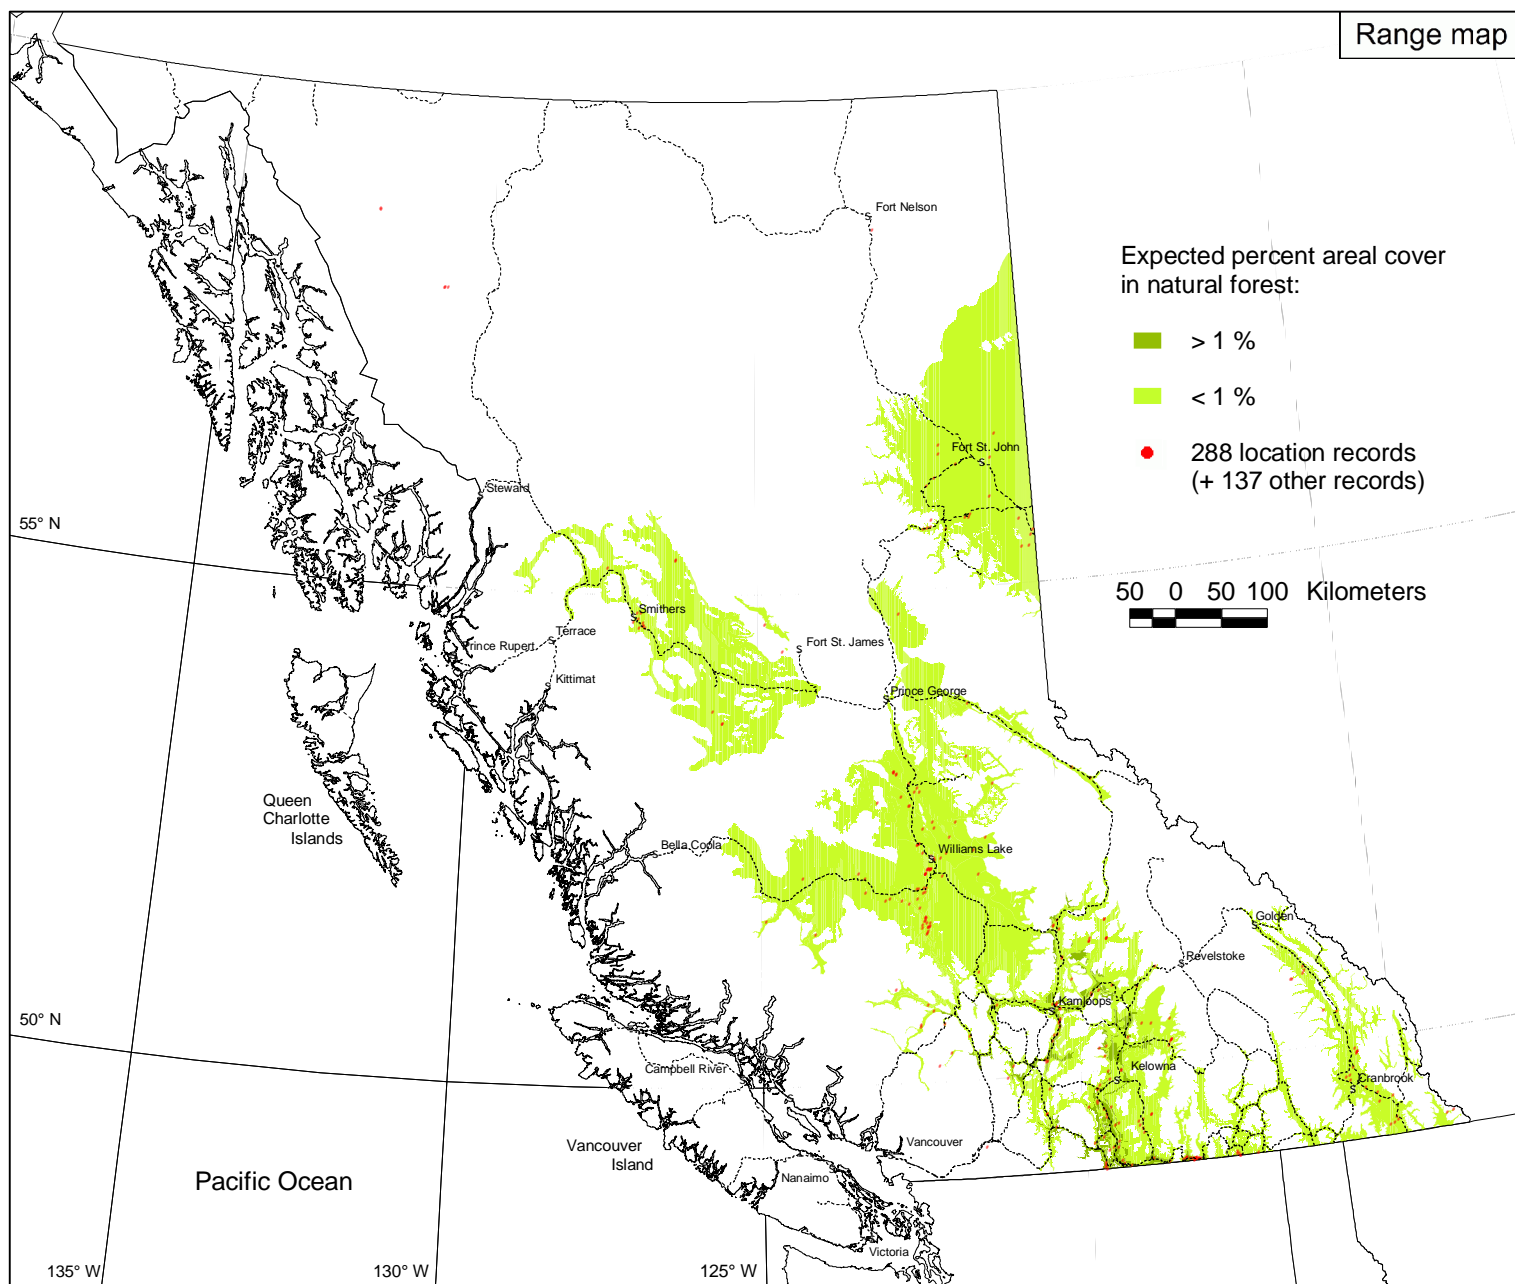 Range map
Fort Nelson
Expected percent areal cover
in natural forest:
> 1 %
< 1 %
Fort St. John
288 location records
(+ 137 other records)
Steward
55° N
50 0 50 100 Kilometers
Smithers
Terrace
Prince Rupert
Fort St. James
Kittimat
Prince George
Queen
Charlotte
Islands
Bella Coola
Williams Lake
Golden
Revelstoke
Kamloops
50° N
Campbell River
Kelowna
Cranbrook
Vancouver
Island
Vancouver
Nanaimo
Pacific Ocean
Victoria
135° W
130° W
125° W